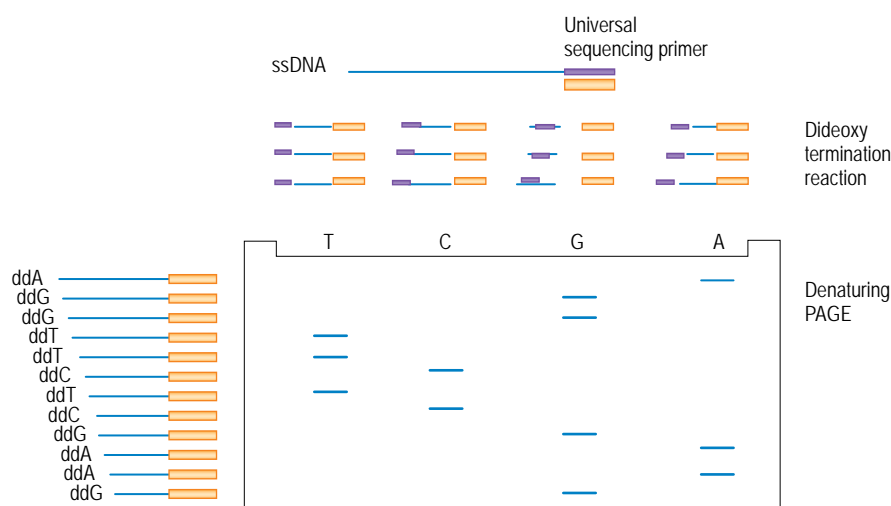 Universal
sequencing primer
ssDNA
Dideoxy
termination
reaction
T C G A
Denaturing
PAGE
ddA
ddG
ddG
ddT
ddT
ddC
ddT
ddC
ddG
ddA
ddA
ddG